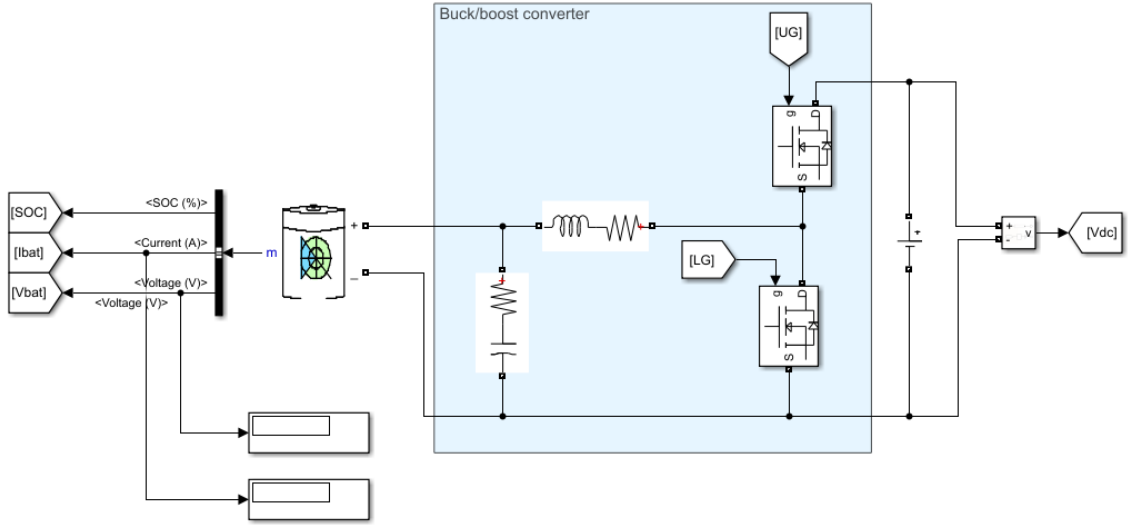 Buck/boost converter
[UG]
g
D
S
<SOC (%)>
[SOC]
<Current (A)>
[Ibat]
m
+
_
<Voltage (V)>
[Vbat]
<Voltage (V)>
+
+
[LG]
g
D
S
+
+
-
v
[Vdc]